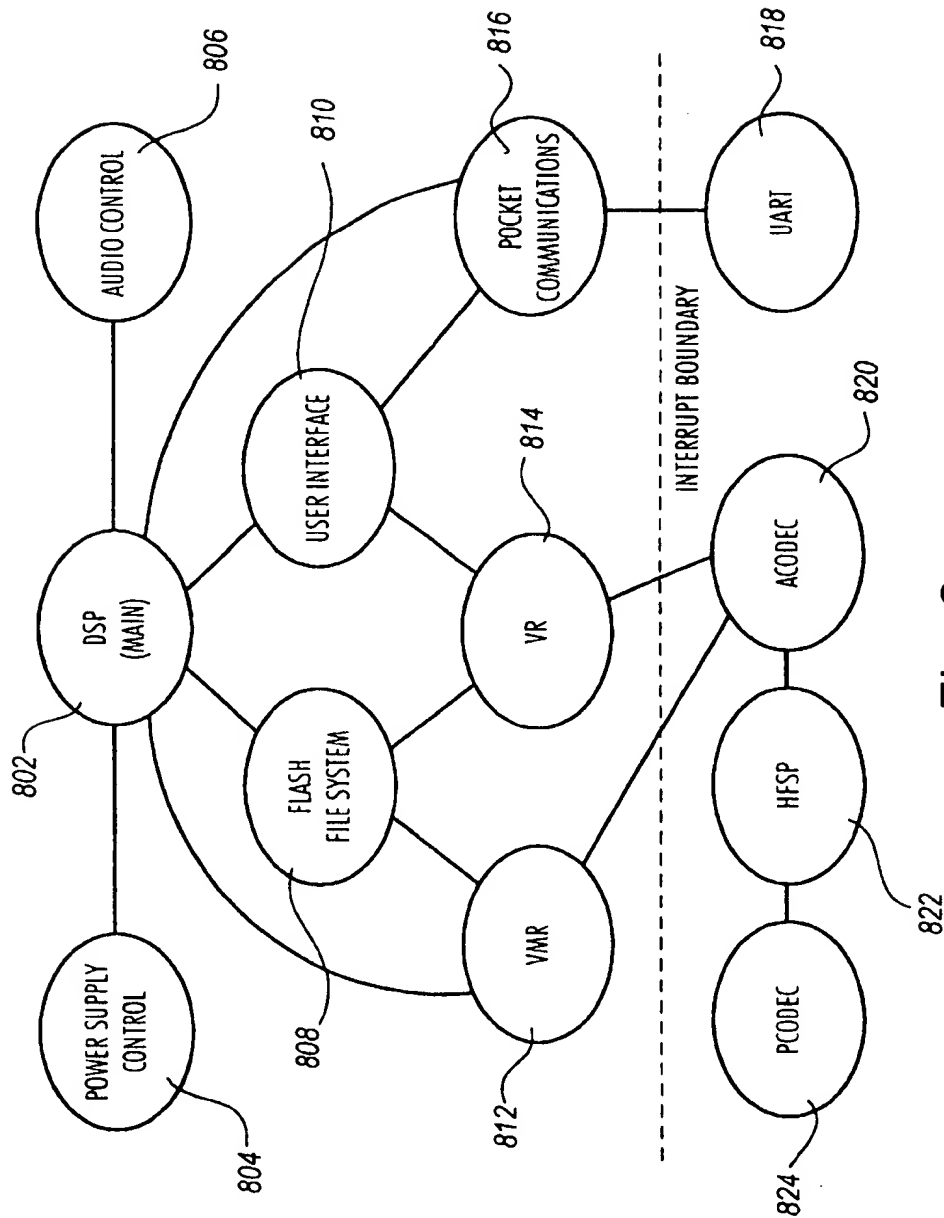 806
AUDIO CONTROL
802
DSP
(MAIN)
POWER SUPPLY
CONTROL
804
810
USER INTERFACE
FLASH
FILE SYSTEM
808
816
POCKET
COMMUNICATIONS
814
VR
VMR
812
INTERRUPT BOUNDARY
818
UART
820
ACODEC
HFSP
822
PCODEC
824